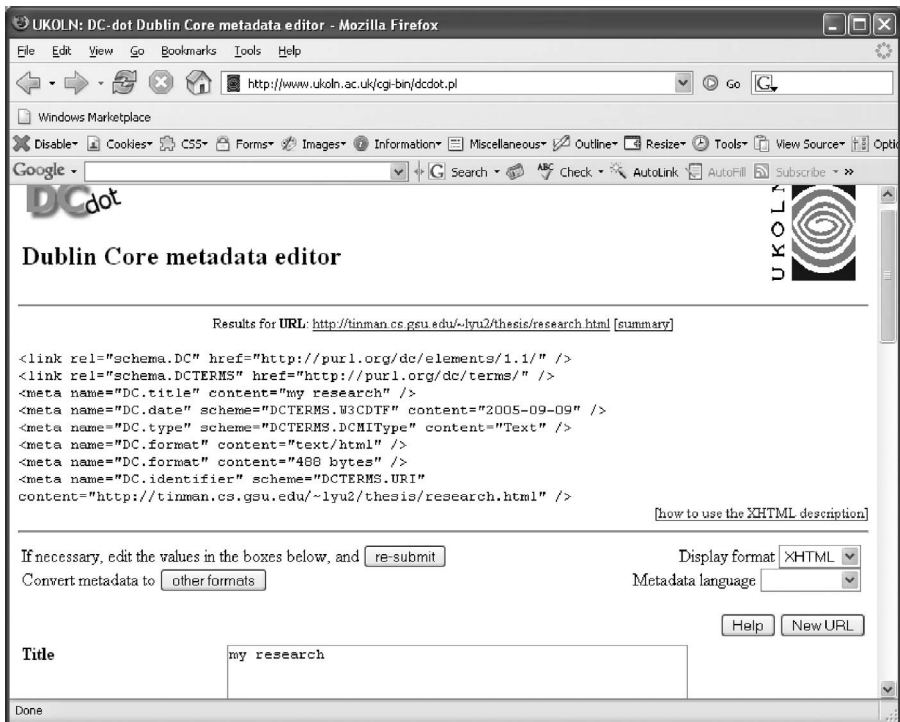 UKOLN: DC-dot Dublin Core metadata editor - Mozilla Firefox
File Edit View Go Bookmarks Tools Help
http://www.ukoln.ac.uk/cgi-bin/dcdot.pl Go G
Windows Marketplace
Disable Cookies CSS Forms Images Information Miscellaneous Outline Resize Tools View Source Optio
Google G Search ABC Check AutoLink AutoFill Subscribe »
DCdot
UKOLN
Dublin Core metadata editor
Results for URL: http://tinman.cs.gsu.edu/~lyu2/thesis/research.html [summary]
<link rel="schema.DC" href="http://purl.org/dc/elements/1.1/" />
<link rel="schema.DCTERMS" href="http://purl.org/dc/terms/" />
<meta name="DC.title" content="my research" />
<meta name="DC.date" scheme="DCTERMS.W3CDTF" content="2005-09-09" />
<meta name="DC.type" scheme="DCTERMS.DCMIType" content="Text" />
<meta name="DC.format" content="text/html" />
<meta name="DC.format" content="488 bytes" />
<meta name="DC.identifier" scheme="DCTERMS.URI"
content="http://tinman.cs.gsu.edu/~lyu2/thesis/research.html" />
[how to use the XHTML description]
If necessary, edit the values in the boxes below, and re-submit Display format XHTML
Convert metadata to other formats Metadata language
Help New URL
Title my research
Done